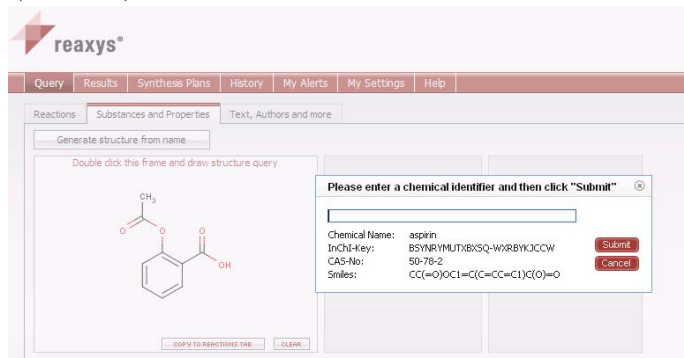 reaxys®
Query Results Synthesis Plans History My Alerts My Settings Help
Reactions Substances and Properties Text, Authors and more
Generate structure from name
Double click this frame and draw structure query
CH3
O
O
O
OH
COPY TO REACTIONS TAB CLEAR
Please enter a chemical identifier and then click "Submit"
Chemical Name: aspirin
InChI-Key: BSYNRYMUTXBXSQ-WXRBYKJCCW
CAS-No: 50-78-2
Smiles: CC(=O)OC1=C(C=CC=C1)C(O)=O
Submit
Cancel